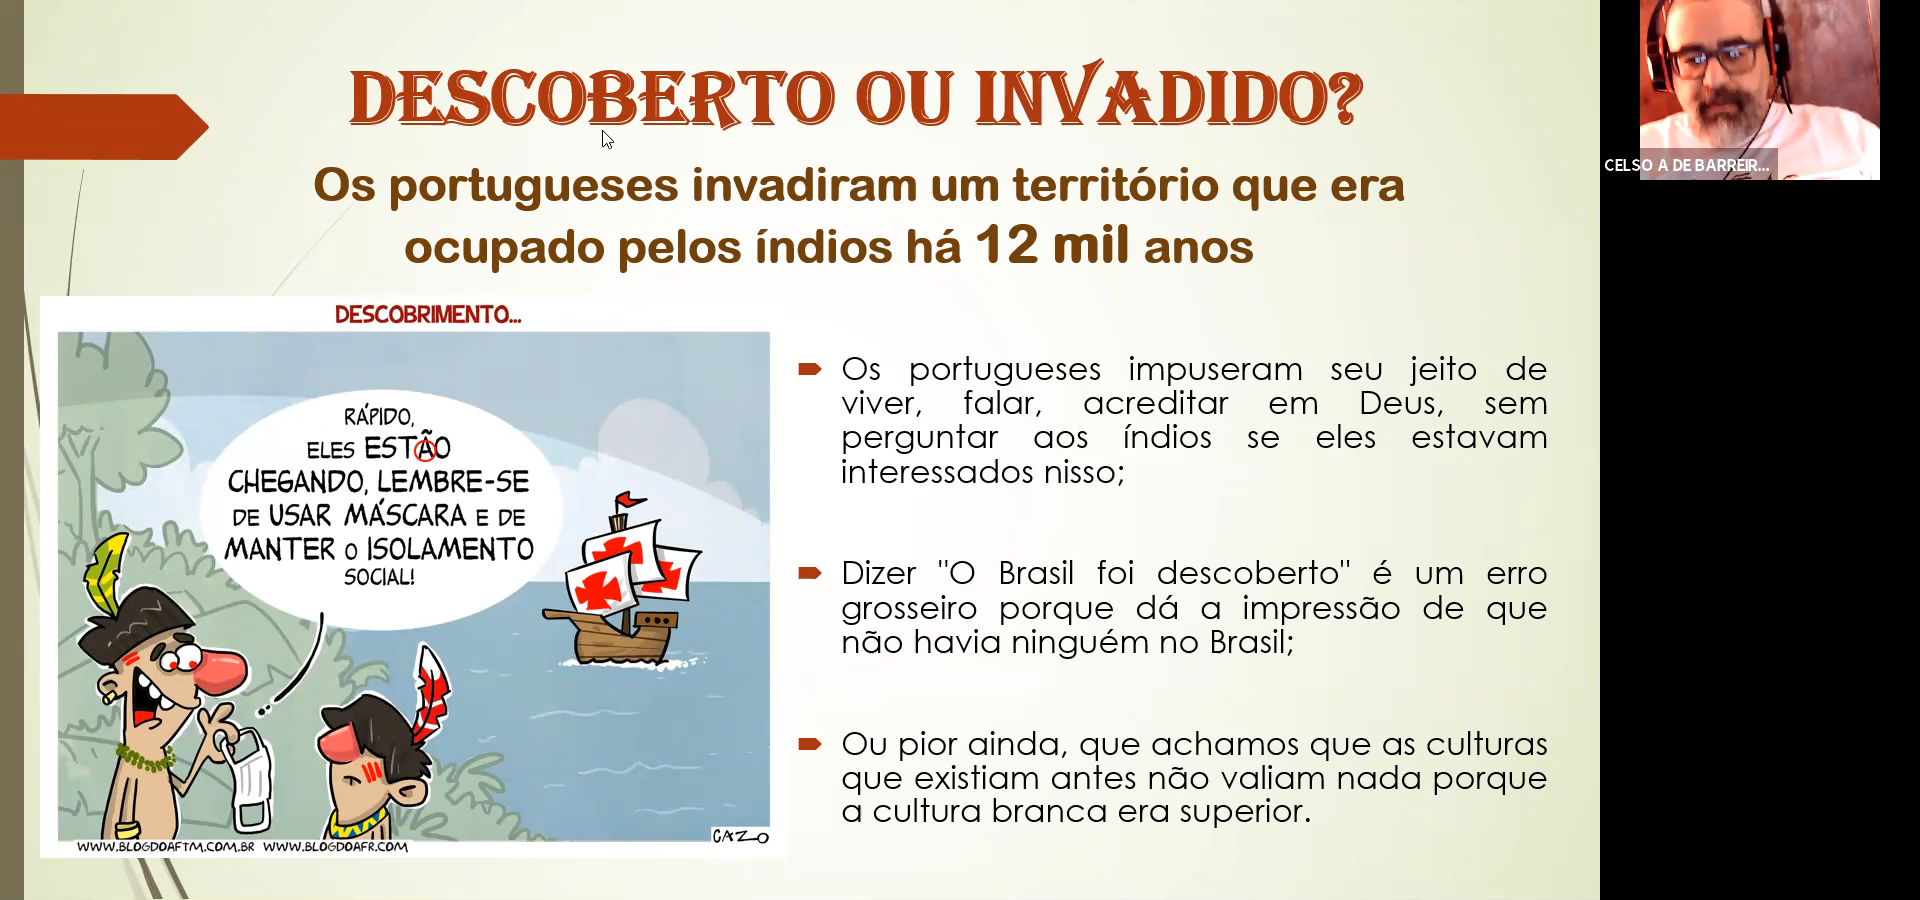 DESCOBERTO OU INVADIDO?
Os portugueses invadiram um território que era
ocupado pelos índios há 12 mil anos
DESCOBRIMENTO...
RÁPIDO,
ELES ESTÃO
CHEGANDO, LEMBRE-SE
DE USAR MÁSCARA E DE
MANTER O ISOLAMENTO
SOCIAL!
CAZO
WWW.BLOGDOAFTM.COM.BR WWW.BLOGDOAFR.COM
Os portugueses impuseram seu jeito de
viver, falar, acreditar em Deus, sem
perguntar aos índios se eles estavam
interessados nisso;
Dizer "O Brasil foi descoberto" é um erro
grosseiro porque dá a impressão de que
não havia ninguém no Brasil;
Ou pior ainda, que achamos que as culturas
que existiam antes não valiam nada porque
a cultura branca era superior.
CELSO A DE BARREIR...